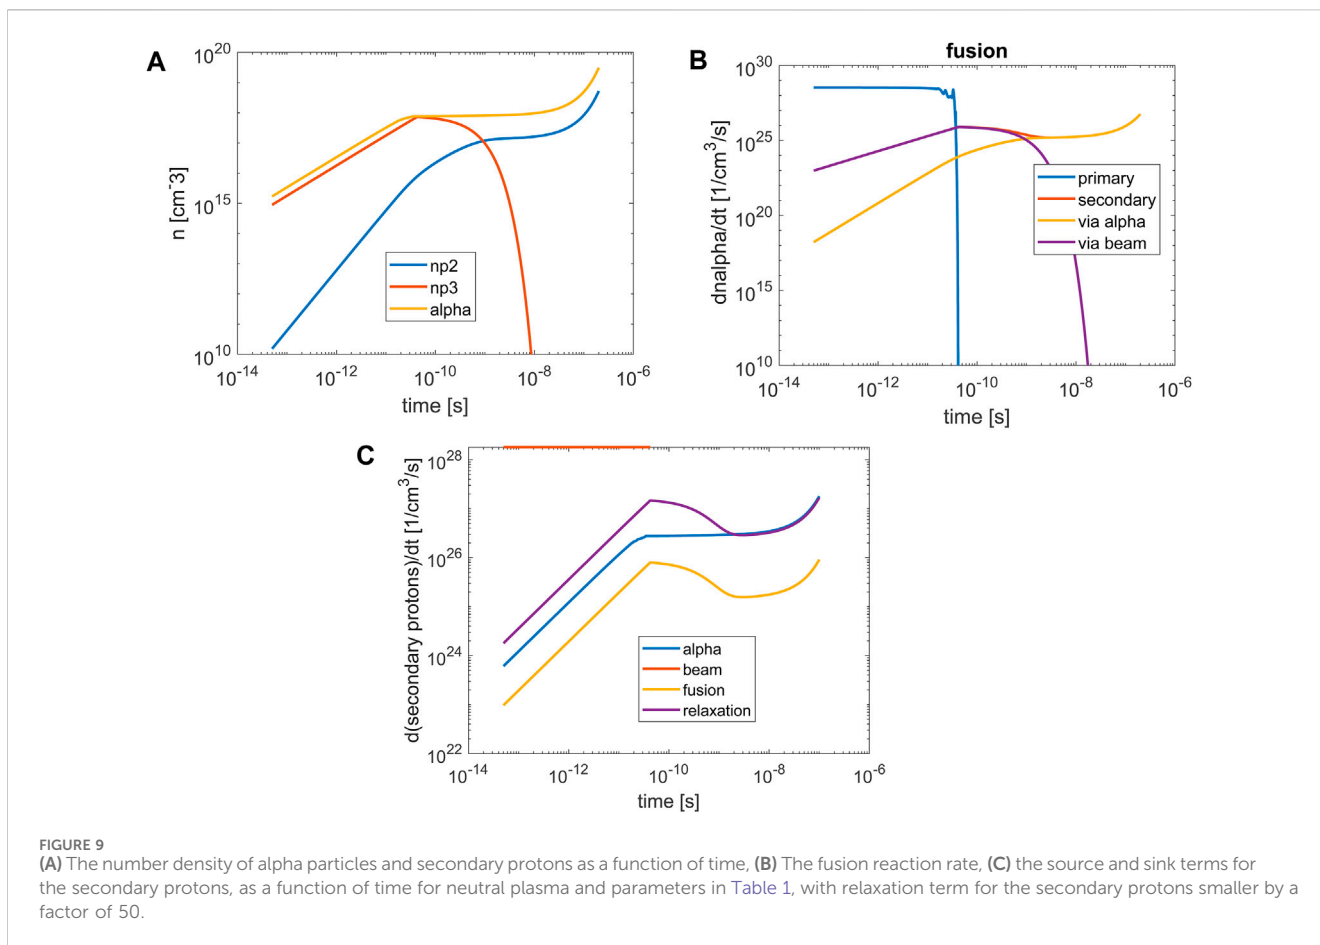 A
10^20
10^15
10^10
n [cm^-3]
10^-14
10^-12
10^-10
10^-8
10^-6
time [s]
np2
np3
alpha
B
fusion
10^30
10^25
10^20
10^15
10^10
dnalpha/dt [1/cm^3/s]
10^-14
10^-12
10^-10
10^-8
10^-6
time [s]
primary
secondary
via alpha
via beam
C
10^28
10^26
10^24
10^22
d(secondary protons)/dt [1/cm^3/s]
10^-14
10^-12
10^-10
10^-8
10^-6
time [s]
alpha
beam
fusion
relaxation
FIGURE 9
(A) The number density of alpha particles and secondary protons as a function of time, (B) The fusion reaction rate, (C) the source and sink terms for
the secondary protons, as a function of time for neutral plasma and parameters in Table 1, with relaxation term for the secondary protons smaller by a
factor of 50.